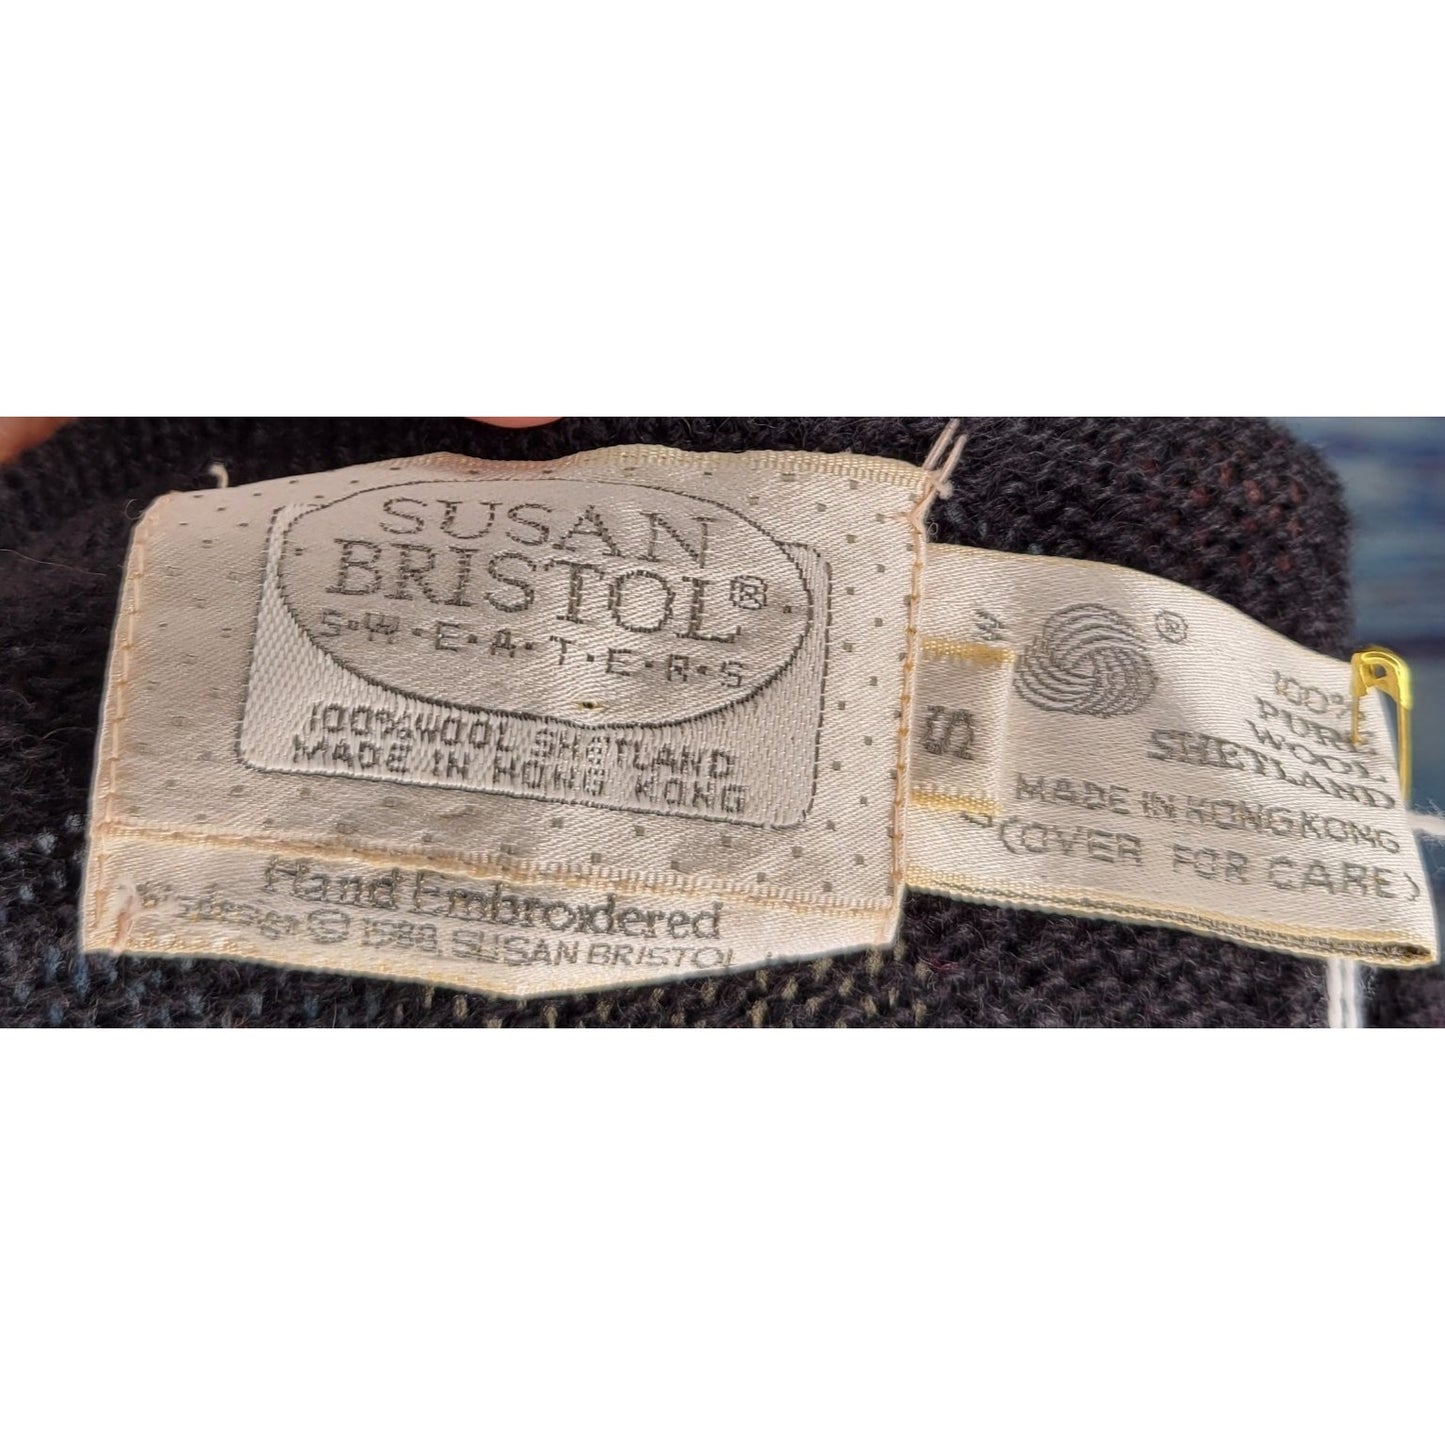 SUSAN
BRISTOL®
S·W·E·A·T·E·R·S
100% WOOL SHETLAND
MADE IN HONG KONG
Hand Embroidered
© 1988, SUSAN BRISTOL
S
®
100%
PURE
WOOL
SHETLAND
MADE IN HONG KONG
(OVER FOR CARE)